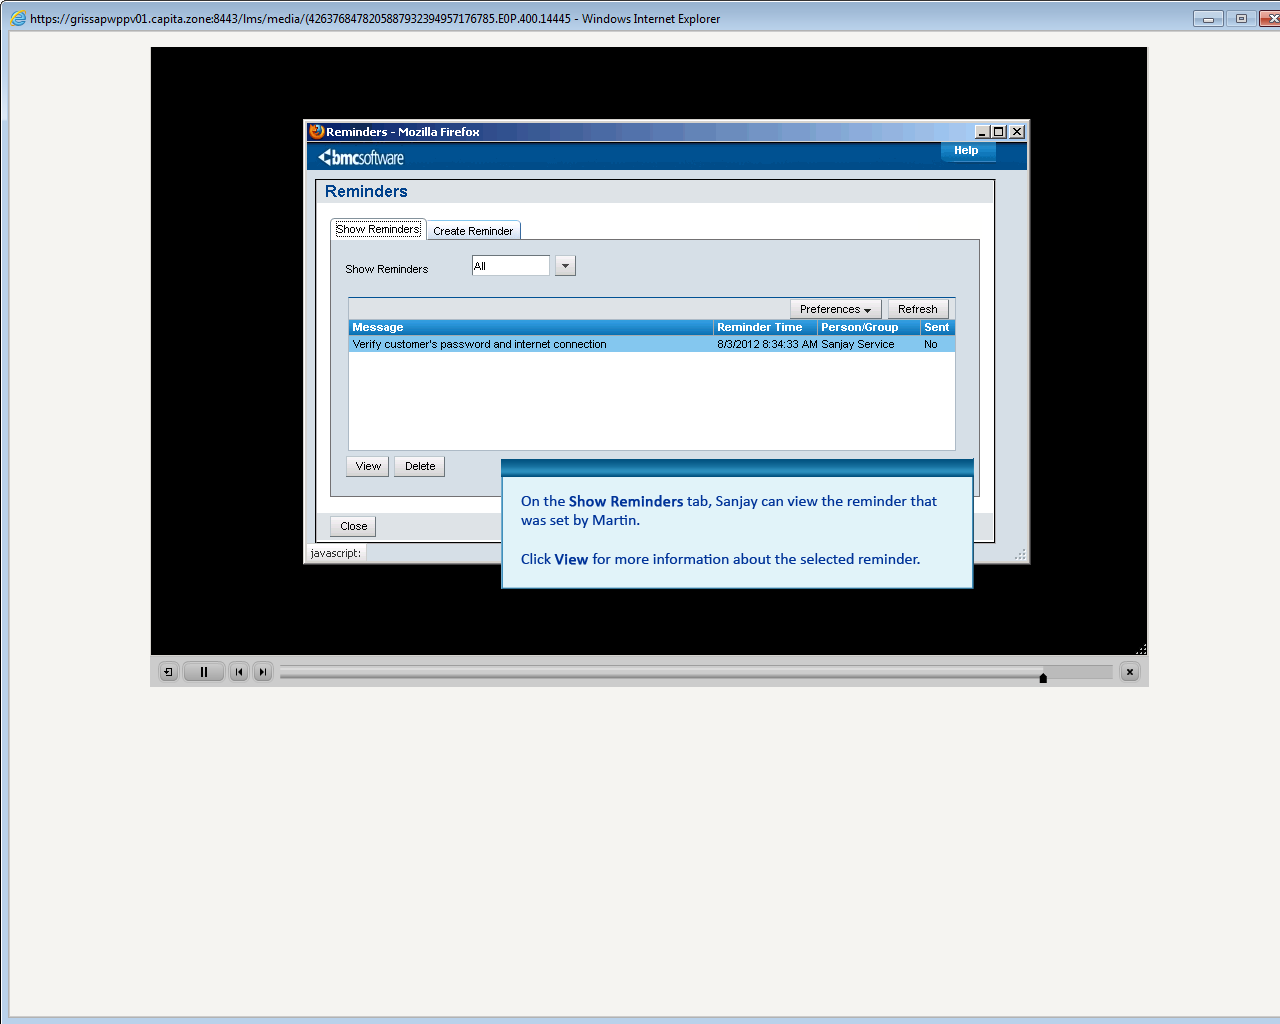 https://grissapwppv01.capita.zone:8443/lms/media/(4263768478205887932394957176785.E0P.400.14445 - Windows Internet Explorer
Reminders - Mozilla Firefox
bmcsoftware
Help
Reminders
Show Reminders
Create Reminder
Show Reminders
All
Preferences
Refresh
Message Reminder Time Person/Group Sent
Verify customer's password and internet connection 8/3/2012 8:34:33 AM Sanjay Service No
View
Delete
On the Show Reminders tab, Sanjay can view the reminder that
was set by Martin.
Click View for more information about the selected reminder.
Close
javascript: